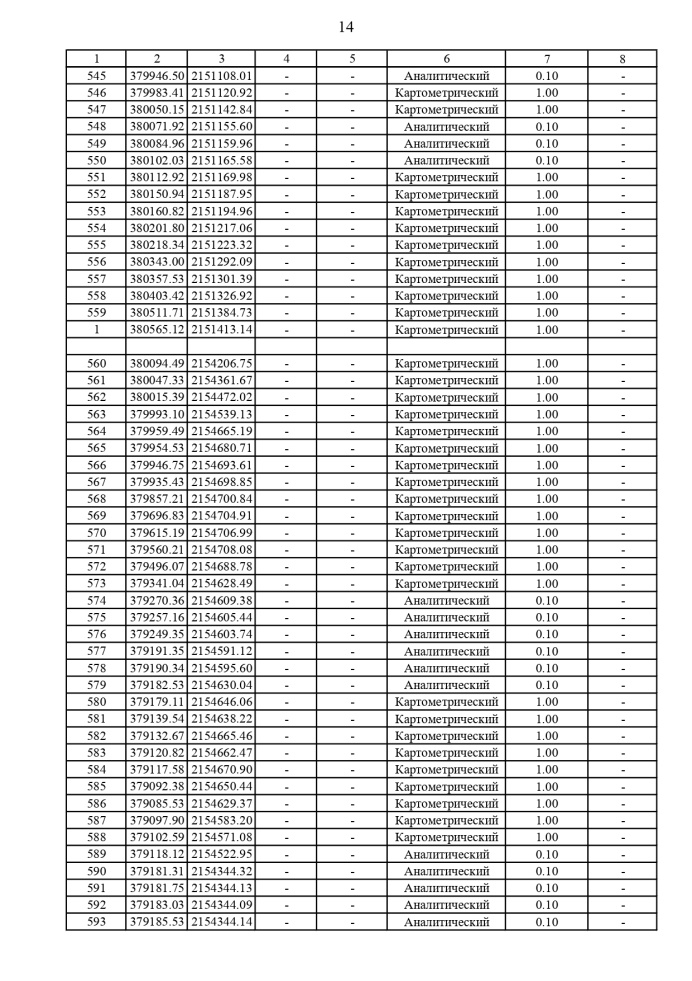 14
1 2 3 4 5 6 7 8
545 379946.50 2151108.01 - - Аналитический 0.10 -
546 379983.41 2151120.92 - - Картометрический 1.00 -
547 380050.15 2151142.84 - - Картометрический 1.00 -
548 380071.92 2151155.60 - - Аналитический 0.10 -
549 380084.96 2151159.96 - - Аналитический 0.10 -
550 380102.03 2151165.58 - - Аналитический 0.10 -
551 380112.92 2151169.98 - - Картометрический 1.00 -
552 380150.94 2151187.95 - - Картометрический 1.00 -
553 380160.82 2151194.96 - - Картометрический 1.00 -
554 380201.80 2151217.06 - - Картометрический 1.00 -
555 380218.34 2151223.32 - - Картометрический 1.00 -
556 380343.00 2151292.09 - - Картометрический 1.00 -
557 380357.53 2151301.39 - - Картометрический 1.00 -
558 380403.42 2151326.92 - - Картометрический 1.00 -
559 380511.71 2151384.73 - - Картометрический 1.00 -
1 380565.12 2151413.14 - - Картометрический 1.00 -
560 380094.49 2154206.75 - - Картометрический 1.00 -
561 380047.33 2154361.67 - - Картометрический 1.00 -
562 380015.39 2154472.02 - - Картометрический 1.00 -
563 379993.10 2154539.13 - - Картометрический 1.00 -
564 379959.49 2154665.19 - - Картометрический 1.00 -
565 379954.53 2154680.71 - - Картометрический 1.00 -
566 379946.75 2154693.61 - - Картометрический 1.00 -
567 379935.43 2154698.85 - - Картометрический 1.00 -
568 379857.21 2154700.84 - - Картометрический 1.00 -
569 379696.83 2154704.91 - - Картометрический 1.00 -
570 379615.19 2154706.99 - - Картометрический 1.00 -
571 379560.21 2154708.08 - - Картометрический 1.00 -
572 379496.07 2154688.78 - - Картометрический 1.00 -
573 379341.04 2154628.49 - - Картометрический 1.00 -
574 379270.36 2154609.38 - - Аналитический 0.10 -
575 379257.16 2154605.44 - - Аналитический 0.10 -
576 379249.35 2154603.74 - - Аналитический 0.10 -
577 379191.35 2154591.12 - - Аналитический 0.10 -
578 379190.34 2154595.60 - - Аналитический 0.10 -
579 379182.53 2154630.04 - - Аналитический 0.10 -
580 379179.11 2154646.06 - - Картометрический 1.00 -
581 379139.54 2154638.22 - - Картометрический 1.00 -
582 379132.67 2154665.46 - - Картометрический 1.00 -
583 379120.82 2154662.47 - - Картометрический 1.00 -
584 379117.58 2154670.90 - - Картометрический 1.00 -
585 379092.38 2154650.44 - - Картометрический 1.00 -
586 379085.53 2154629.37 - - Картометрический 1.00 -
587 379097.90 2154583.20 - - Картометрический 1.00 -
588 379102.59 2154571.08 - - Картометрический 1.00 -
589 379118.12 2154522.95 - - Аналитический 0.10 -
590 379181.31 2154344.32 - - Аналитический 0.10 -
591 379181.75 2154344.13 - - Аналитический 0.10 -
592 379183.03 2154344.09 - - Аналитический 0.10 -
593 379185.53 2154344.14 - - Аналитический 0.10 -